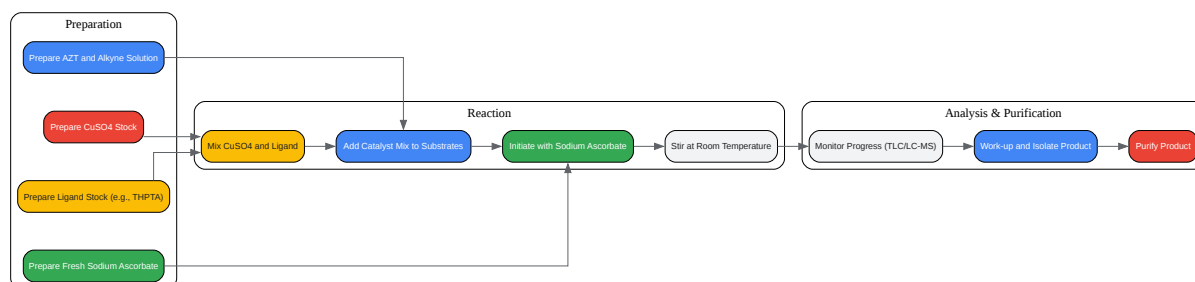 Preparation
Prepare AZT and Alkyne Solution
Prepare CuSO4 Stock
Prepare Ligand Stock (e.g., THPTA)
Prepare Fresh Sodium Ascorbate
Reaction
Mix CuSO4 and Ligand
Add Catalyst Mix to Substrates
Initiate with Sodium Ascorbate
Stir at Room Temperature
Analysis & Purification
Monitor Progress (TLC/LC-MS)
Work-up and Isolate Product
Purify Product